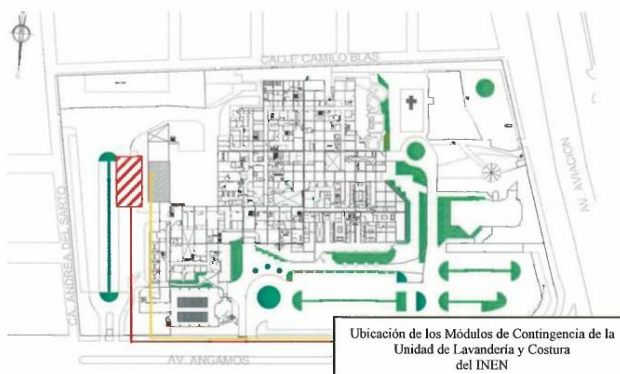 CALLE CAMILO BLAS
AV. AVIACION
CA. ANDREA DEL SARTO
AV. ANGAMOS
Ubicación de los Módulos de Contingencia de la
Unidad de Lavandería y Costura
del INEN